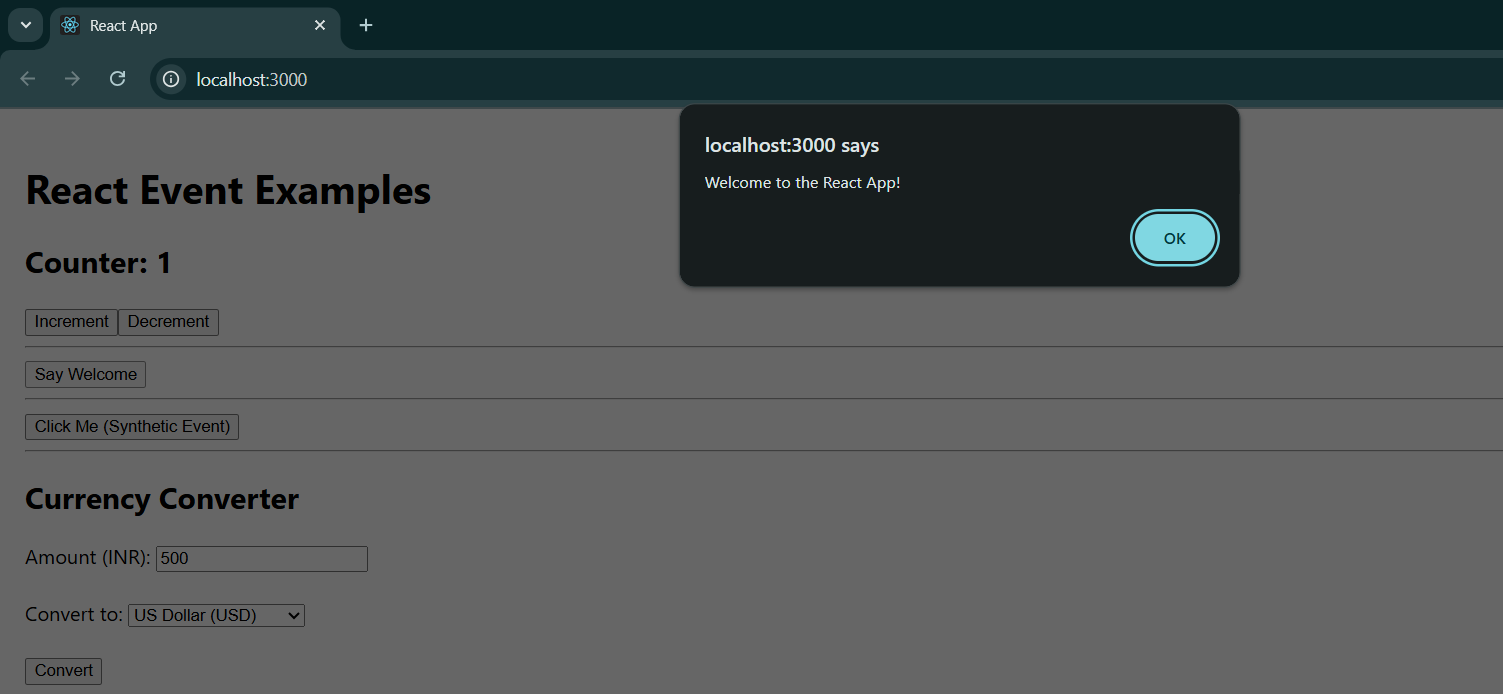 React App
localhost:3000
localhost:3000 says
Welcome to the React App!
OK
React Event Examples
Counter: 1
Increment Decrement
Say Welcome
Click Me (Synthetic Event)
Currency Converter
Amount (INR): 500
Convert to: US Dollar (USD)
Convert